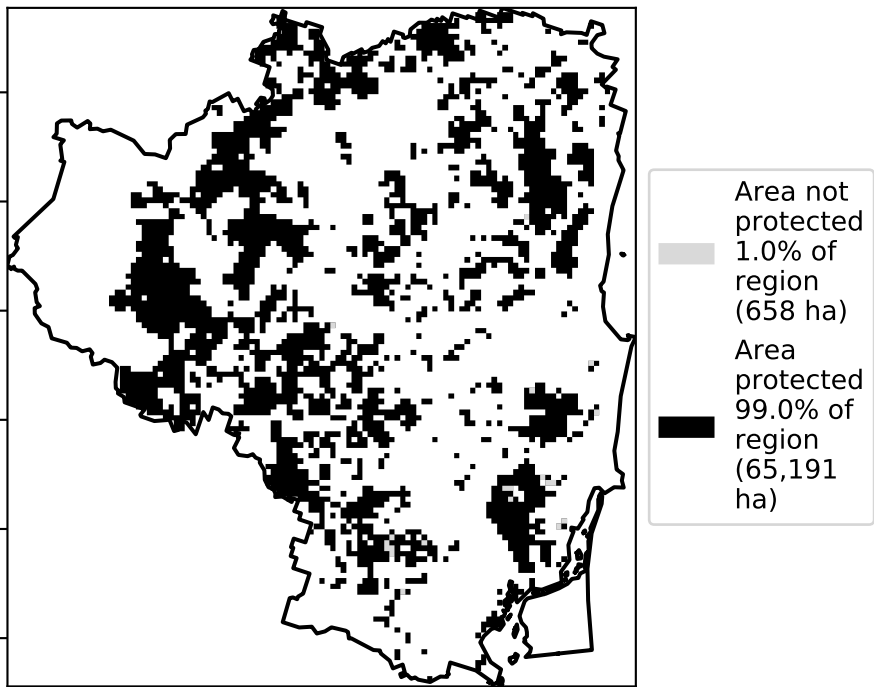 Area not
protected
1.0% of
region
(658 ha)
Area
protected
99.0% of
region
(65,191
ha)